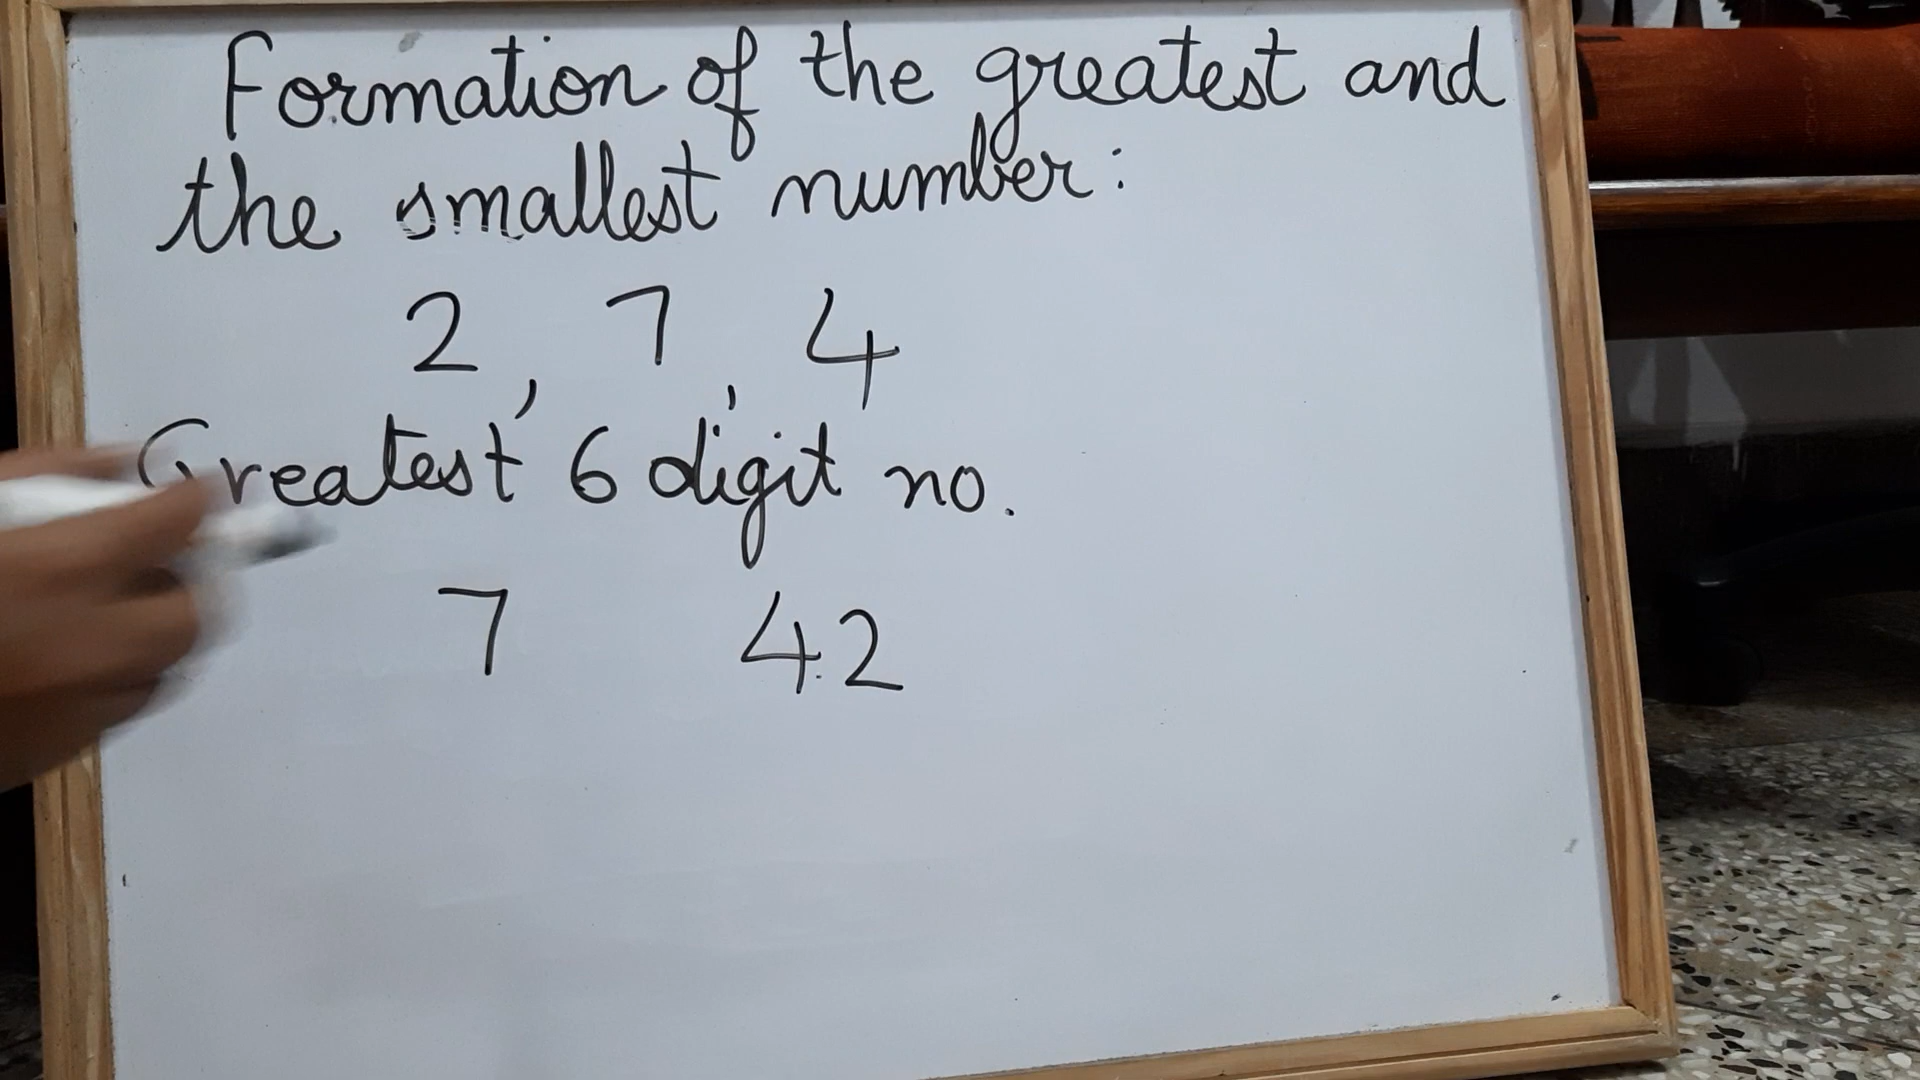 Formation of the greatest and
the smallest number:
2, 7, 4
Greatest 6 digit no.
7 42